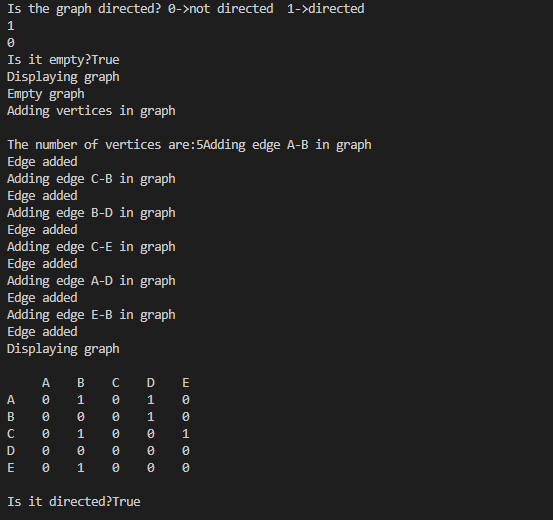 Is the graph directed? 0->not directed  1->directed
1
0
Is it empty?True
Displaying graph
Empty graph
Adding vertices in graph
The number of vertices are:5Adding edge A-B in graph
Edge added
Adding edge C-B in graph
Edge added
Adding edge B-D in graph
Edge added
Adding edge C-E in graph
Edge added
Adding edge A-D in graph
Edge added
Adding edge E-B in graph
Edge added
Displaying graph
A B C D E
A 0 1 0 1 0
B 0 0 0 1 0
C 0 1 0 0 1
D 0 0 0 0 0
E 0 1 0 0 0
Is it directed?True